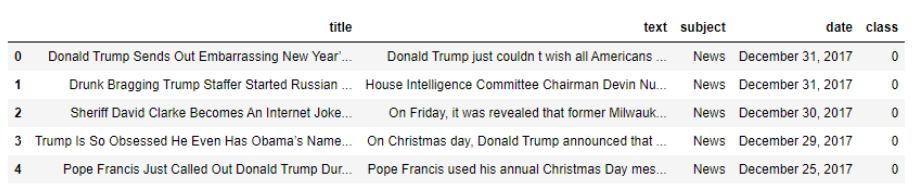 title text subject date class
0 Donald Trump Sends Out Embarrassing New Year'... Donald Trump just couldn t wish all Americans ... News December 31, 2017 0
1 Drunk Bragging Trump Staffer Started Russian ... House Intelligence Committee Chairman Devin Nu... News December 31, 2017 0
2 Sheriff David Clarke Becomes An Internet Joke... On Friday, it was revealed that former Milwauk... News December 30, 2017 0
3 Trump Is So Obsessed He Even Has Obama's Name... On Christmas day, Donald Trump announced that ... News December 29, 2017 0
4 Pope Francis Just Called Out Donald Trump Dur... Pope Francis used his annual Christmas Day mes... News December 25, 2017 0